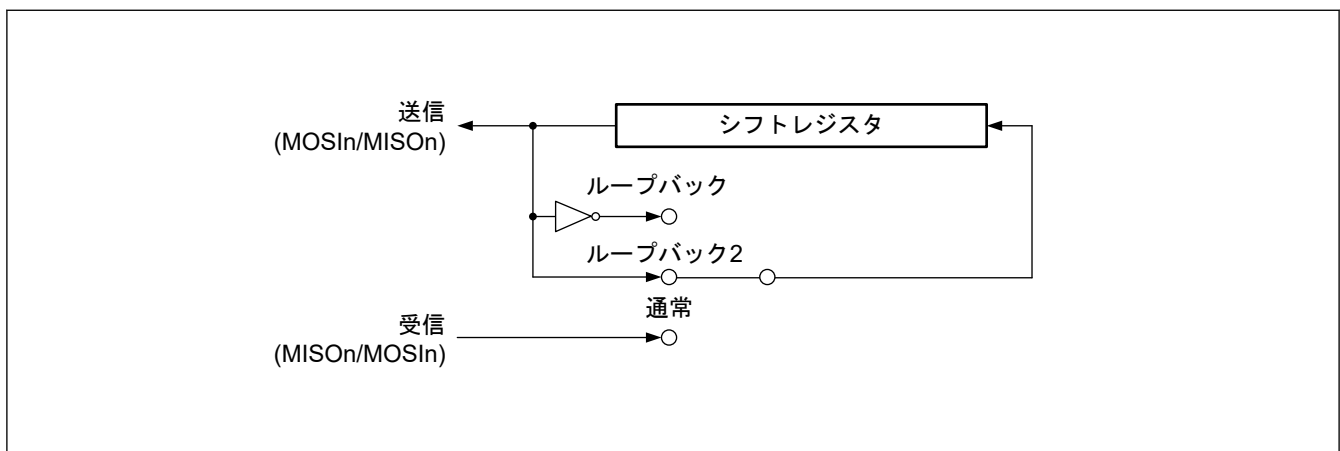 送信
(MOSIn/MISOn)
シフトレジスタ
ループバック
ループバック2
通常
受信
(MISOn/MOSIn)